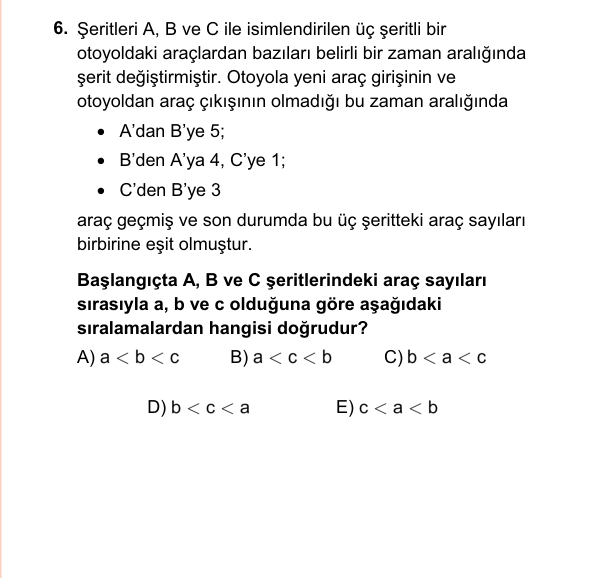 6. Şeritleri A, B ve C ile isimlendirilen üç şeritli bir
otoyoldaki araçlardan bazıları belirli bir zaman aralığında
şerit değiştirmiştir. Otoyola yeni araç girişinin ve
otoyoldan araç çıkışının olmadığı bu zaman aralığında
• A'dan B'ye 5;
• B'den A'ya 4, C'ye 1;
• C'den B'ye 3
araç geçmiş ve son durumda bu üç şeritteki araç sayıları
birbirine eşit olmuştur.
Başlangıçta A, B ve C şeritlerindeki araç sayıları
sırasıyla a, b ve c olduğuna göre aşağıdaki
sıralamalardan hangisi doğrudur?
A) a < b < c B) a < c < b C) b < a < c
D) b < c < a E) c < a < b